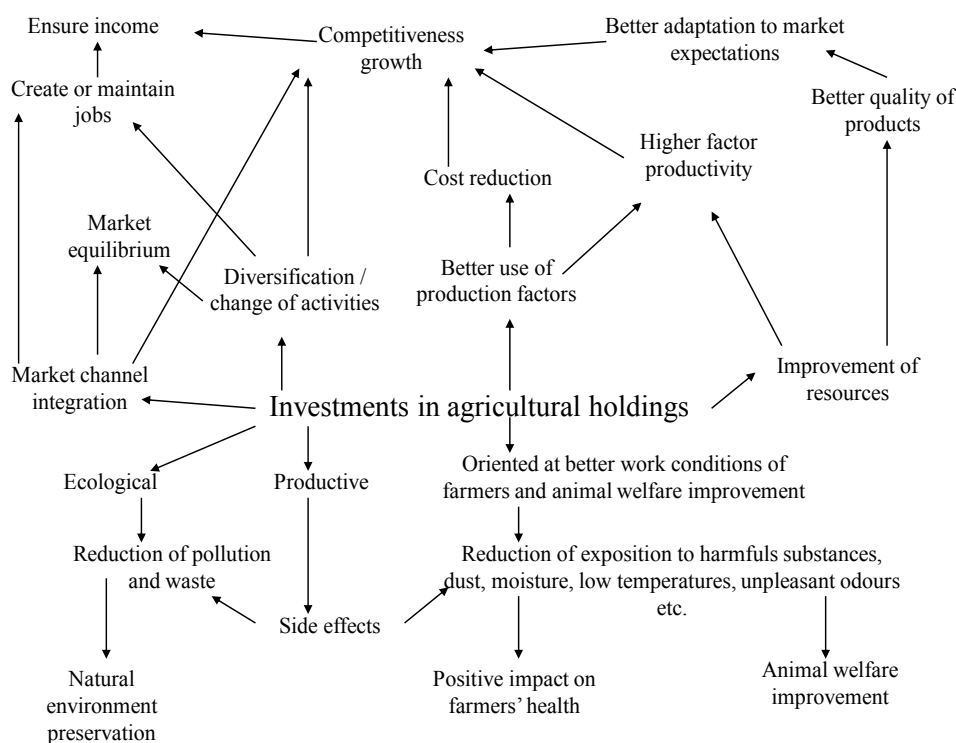 Ensure income
Competitiveness
growth
Better adaptation to market
expectations
Create or maintain
jobs
Better quality of
products
Higher factor
productivity
Cost reduction
Market
equilibrium
Diversification /
change of activities
Better use of
production factors
Market channel
integration
Improvement of
resources
Investments in agricultural holdings
Ecological
Productive
Oriented at better work conditions of
farmers and animal welfare improvement
Reduction of pollution
and waste
Reduction of exposition to harmfuls substances,
dust, moisture, low temperatures, unpleasant odours
etc.
Side effects
Natural
environment
preservation
Positive impact on
farmers’ health
Animal welfare
improvement